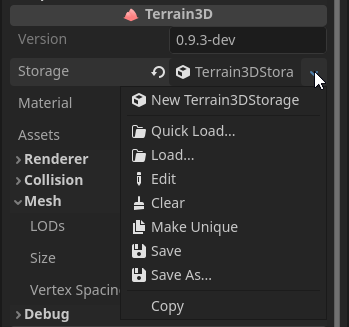 Terrain3D
Version 0.9.3-dev
Storage Terrain3DStora
New Terrain3DStorage
Material
Quick Load...
Assets
Load...
Renderer
Edit
Collision
Clear
Mesh
Make Unique
LODs
Save
Size
Save As...
Vertex Spacin
Copy
Debug